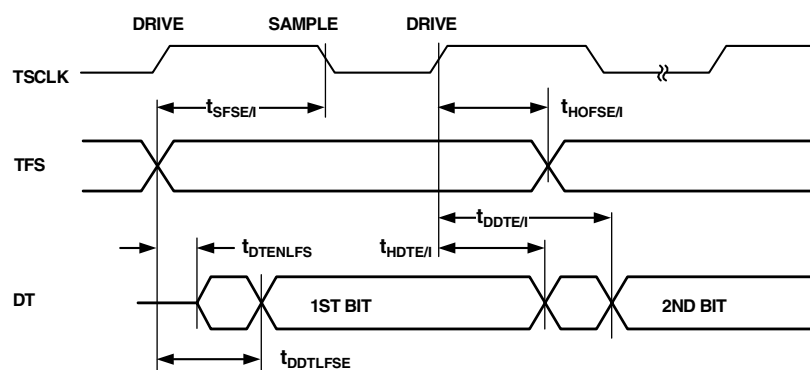 DRIVE SAMPLE DRIVE
TSCLK
tSFSE/I tHOFSE/I
TFS
tDDTE/I
tDTENLFS tHDTE/I
DT 1ST BIT 2ND BIT
tDDTLFSE